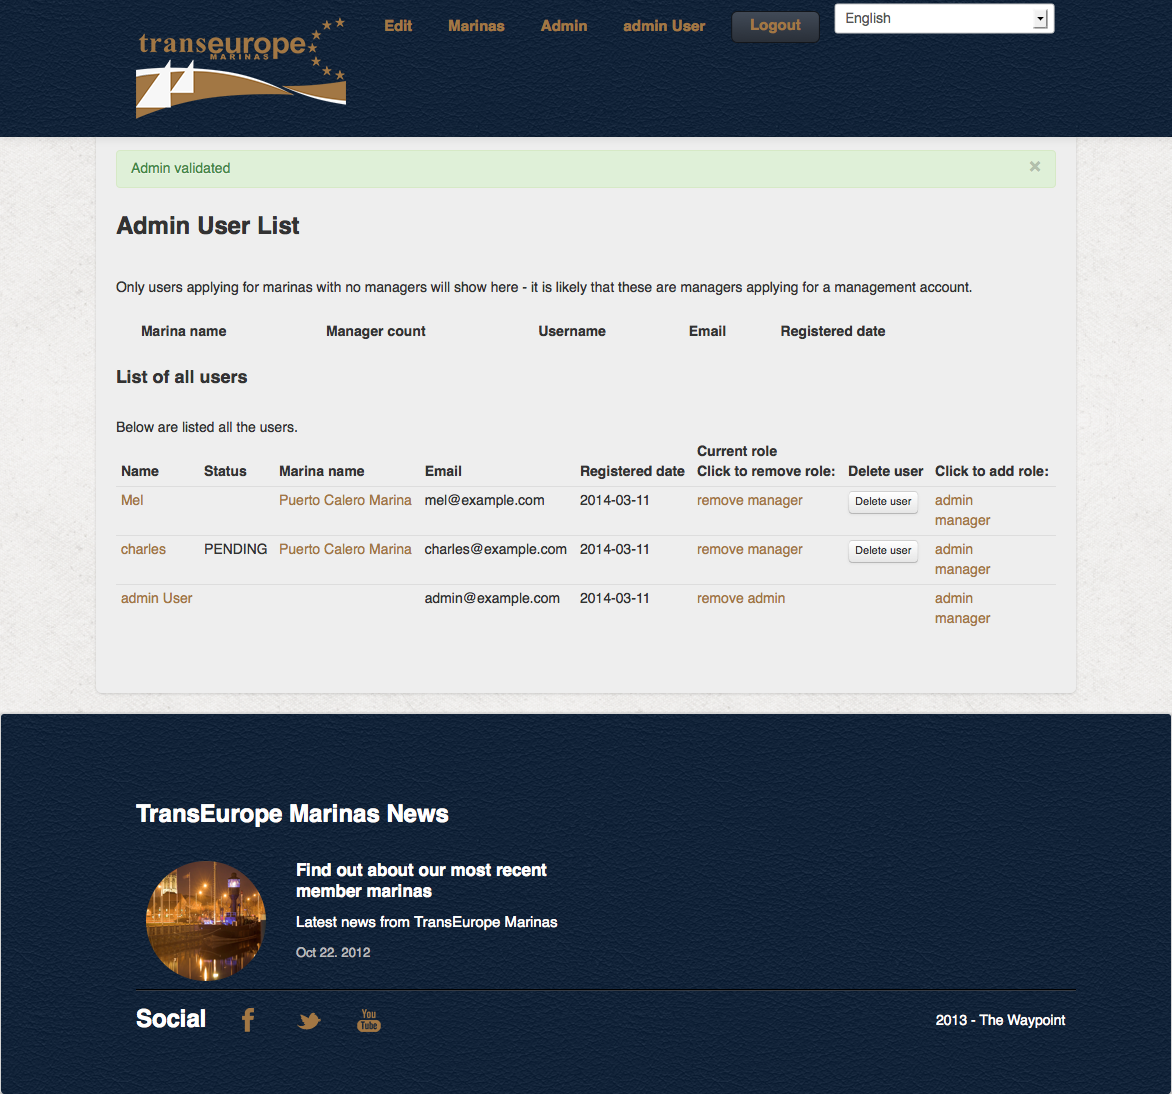 transeurope
MARINAS
Edit Marinas Admin admin User Logout English
Admin validated ×
Admin User List
Only users applying for marinas with no managers will show here - it is likely that these are managers applying for a management account.
Marina name Manager count Username Email Registered date
List of all users
Below are listed all the users.
Current role
Name Status Marina name Email Registered date Click to remove role: Delete user Click to add role:
Mel Puerto Calero Marina mel@example.com 2014-03-11 remove manager Delete user admin
manager
charles PENDING Puerto Calero Marina charles@example.com 2014-03-11 remove manager Delete user admin
manager
admin User admin@example.com 2014-03-11 remove admin admin
manager
TransEurope Marinas News
Find out about our most recent
member marinas
Latest news from TransEurope Marinas
Oct 22. 2012
Social You Tube 2013 - The Waypoint